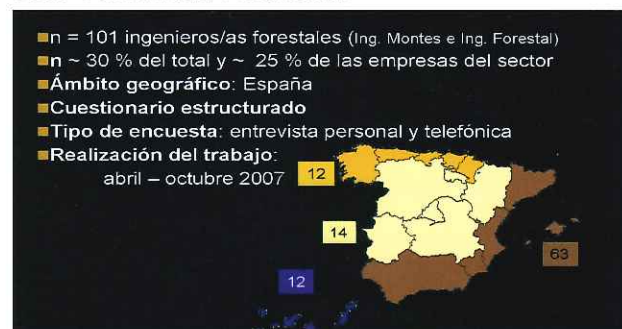 n = 101 ingenieros/as forestales (Ing. Montes e Ing. Forestal)
n ~ 30 % del total y ~ 25 % de las empresas del sector
Ámbito geográfico: España
Cuestionario estructurado
Tipo de encuesta: entrevista personal y telefónica
Realización del trabajo:
abril – octubre 2007
12
14
63
12